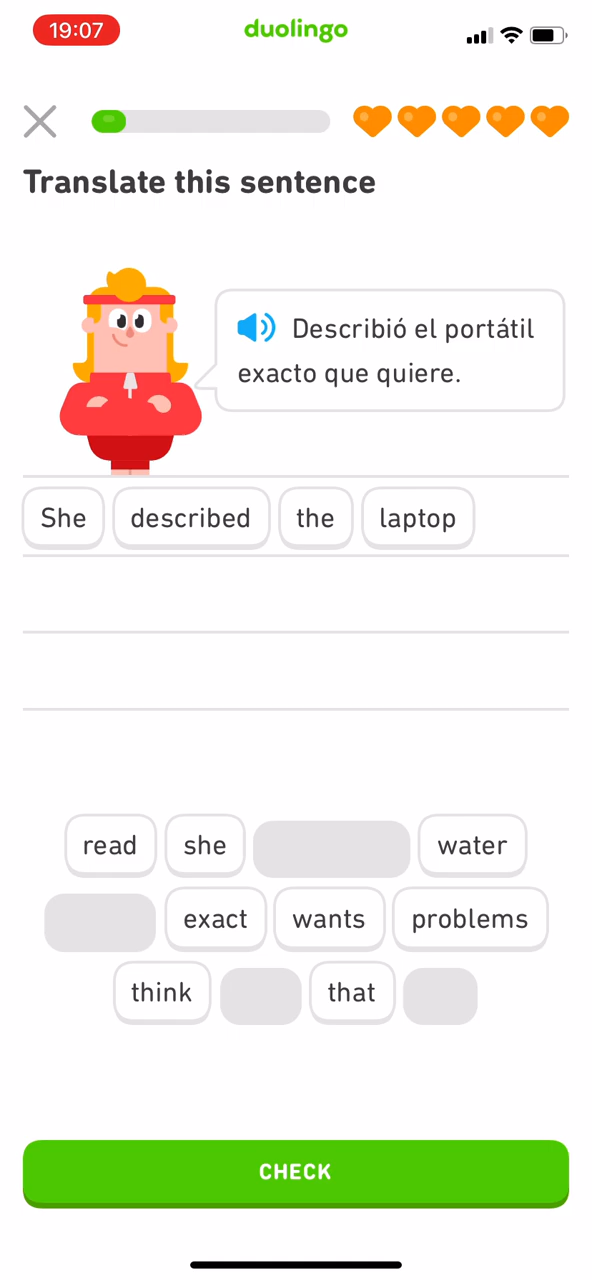 19:07
duolingo
Translate this sentence
Describió el portátil
exacto que quiere.
She described the laptop
read she water
exact wants problems
think that
CHECK